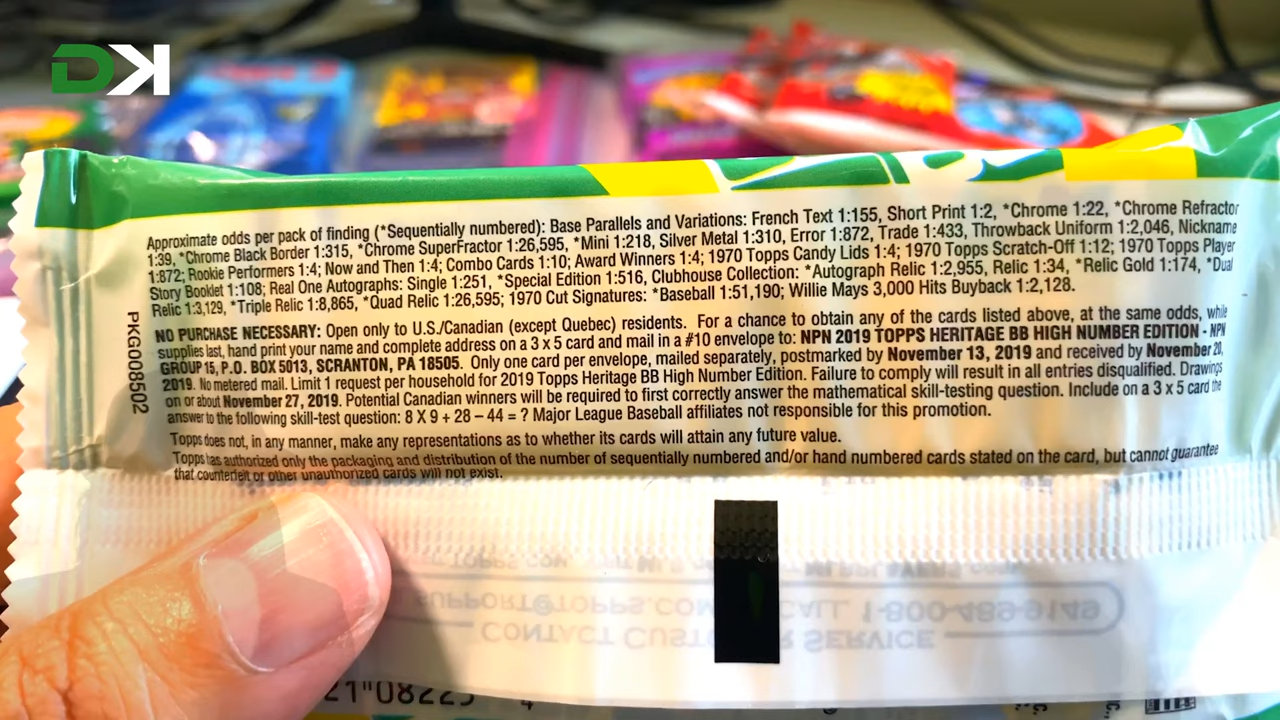 DK
Approximate odds per pack of finding (*Sequentially numbered): Base Parallels and Variations: French Text 1:155, Short Print 1:2, *Chrome 1:22, *Chrome Refractor
1:39, *Chrome Black Border 1:315, *Chrome SuperFractor 1:26,595, *Mini 1:218, Silver Metal 1:310, Error 1:872, Trade 1:433, Throwback Uniform 1:2,046, Nickname
1:872; Rookie Performers 1:4; Now and Then 1:4; Combo Cards 1:10; Award Winners 1:4; 1970 Topps Candy Lids 1:4; 1970 Topps Scratch-Off 1:12; 1970 Topps Player
Story Booklet 1:108; Real One Autographs: Single 1:251, *Special Edition 1:516, Clubhouse Collection: *Autograph Relic 1:2,955, Relic 1:34, *Relic Gold 1:174, *Dual
Relic 1:3,129, *Triple Relic 1:8,865, *Quad Relic 1:26,595; 1970 Cut Signatures: *Baseball 1:51,190; Willie Mays 3,000 Hits Buyback 1:2,128.
NO PURCHASE NECESSARY: Open only to U.S./Canadian (except Quebec) residents. For a chance to obtain any of the cards listed above, at the same odds, while
supplies last, hand print your name and complete address on a 3 x 5 card and mail in a #10 envelope to: NPN 2019 TOPPS HERITAGE BB HIGH NUMBER EDITION - NPN
GROUP 15, P.O. BOX 5013, SCRANTON, PA 18505. Only one card per envelope, mailed separately, postmarked by November 13, 2019 and received by November 20,
2019. No metered mail. Limit 1 request per household for 2019 Topps Heritage BB High Number Edition. Failure to comply will result in all entries disqualified. Drawings
on or about November 27, 2019. Potential Canadian winners will be required to first correctly answer the mathematical skill-testing question. Include on a 3 x 5 card the
answer to the following skill-test question: 8 X 9 + 28 – 44 = ? Major League Baseball affiliates not responsible for this promotion.
Topps does not, in any manner, make any representations as to whether its cards will attain any future value.
Topps has authorized only the packaging and distribution of the number of sequentially numbered and/or hand numbered cards stated on the card, but cannot guarantee
that counterfeit or other unauthorized cards will not exist.
PKG008502
SUPPORT@TOPPS.COM CALL 1-800-489-9149
CONTACT CUSTOMER SERVICE